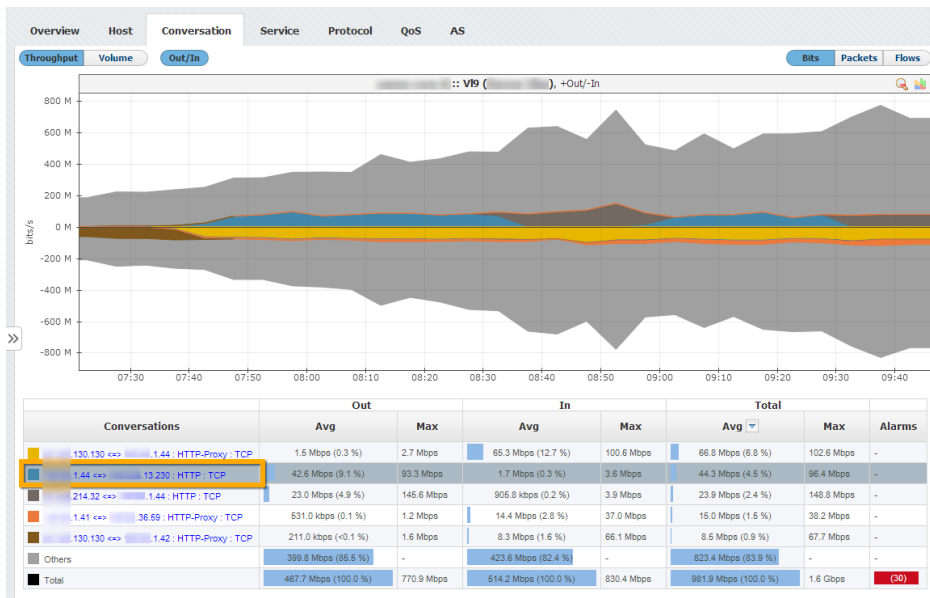 Overview Host Conversation Service Protocol QoS AS
Throughput Volume Out/In Bits Packets Flows
:: Vl9 ( ), +Out/-In
800 M
600 M
400 M
200 M
0 M
-200 M
-400 M
-600 M
-800 M
bits/s
07:30 07:40 07:50 08:00 08:10 08:20 08:30 08:40 08:50 09:00 09:10 09:20 09:30 09:40
Out In Total
Conversations Avg Max Avg Max Avg Max Alarms
.130.130 <=> .1.44 : HTTP-Proxy : TCP 1.5 Mbps (0.3 %) 2.7 Mbps 65.3 Mbps (12.7 %) 100.6 Mbps 66.8 Mbps (6.8 %) 102.6 Mbps -
.1.44 <=> .13.230 : HTTP : TCP 42.6 Mbps (9.1 %) 93.3 Mbps 1.7 Mbps (0.3 %) 3.6 Mbps 44.3 Mbps (4.5 %) 96.4 Mbps -
.214.32 <=> .1.44 : HTTP : TCP 23.0 Mbps (4.9 %) 145.6 Mbps 905.8 kbps (0.2 %) 3.9 Mbps 23.9 Mbps (2.4 %) 148.8 Mbps -
.1.41 <=> .36.59 : HTTP-Proxy : TCP 531.0 kbps (0.1 %) 1.2 Mbps 14.4 Mbps (2.8 %) 37.0 Mbps 15.0 Mbps (1.5 %) 38.2 Mbps -
.130.130 <=> .1.42 : HTTP-Proxy : TCP 211.0 kbps (<0.1 %) 1.6 Mbps 8.3 Mbps (1.6 %) 66.1 Mbps 8.5 Mbps (0.9 %) 67.7 Mbps -
Others 399.8 Mbps (85.5 %) - 423.6 Mbps (82.4 %) - 823.4 Mbps (83.9 %) - -
Total 467.7 Mbps (100.0 %) 770.9 Mbps 514.2 Mbps (100.0 %) 830.4 Mbps 981.9 Mbps (100.0 %) 1.6 Gbps (30)